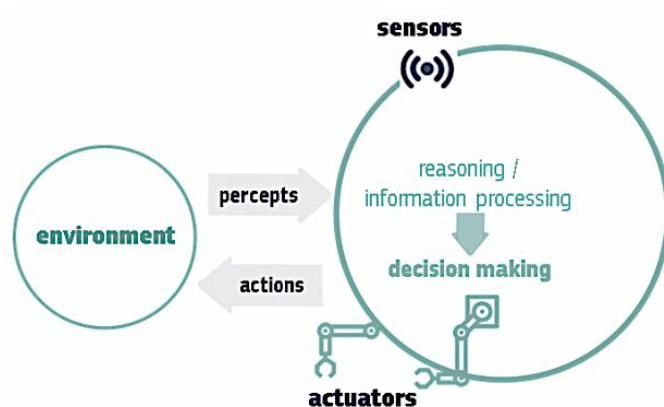 sensors
reasoning /
information processing
percepts
environment
decision making
actions
actuators